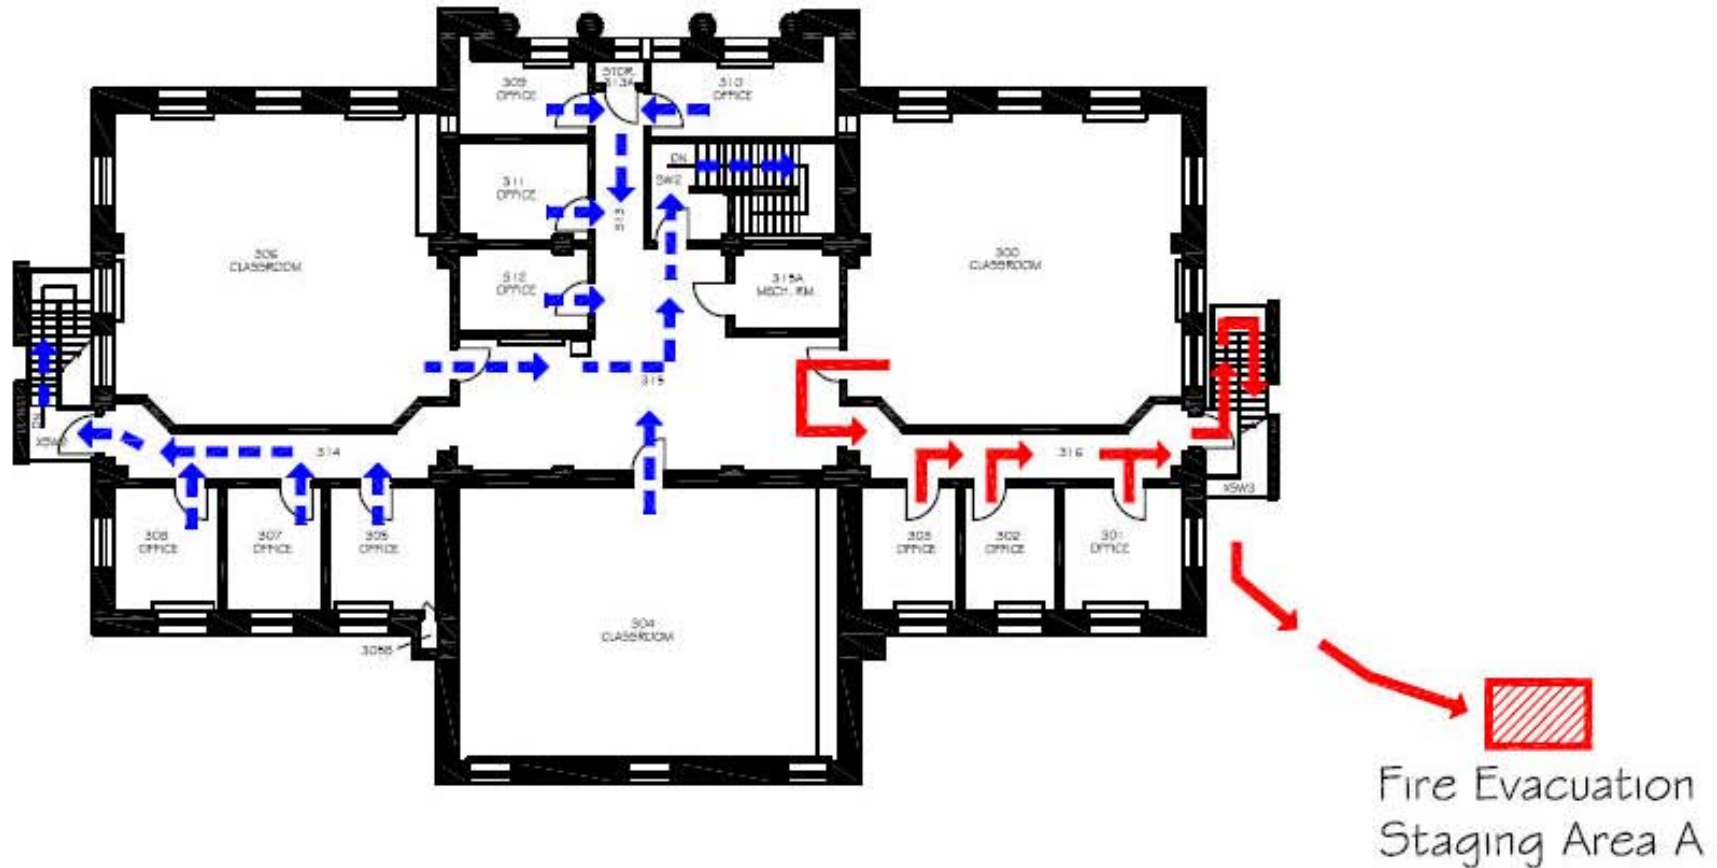 309
OFFICE
STOR.
313A
310
OFFICE
311
OFFICE
DN
SW2
313
306
CLASSROOM
312
OFFICE
315A
MECH. RM.
300
CLASSROOM
315
DN
314
316
XSW3
308
OFFICE
307
OFFICE
305
OFFICE
303
OFFICE
302
OFFICE
301
OFFICE
304
CLASSROOM
305B
Fire Evacuation
Staging Area A